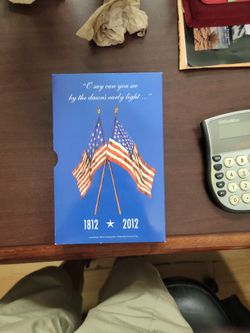 "O say can you see
by the dawn's early light..."
1812 ★ 2012